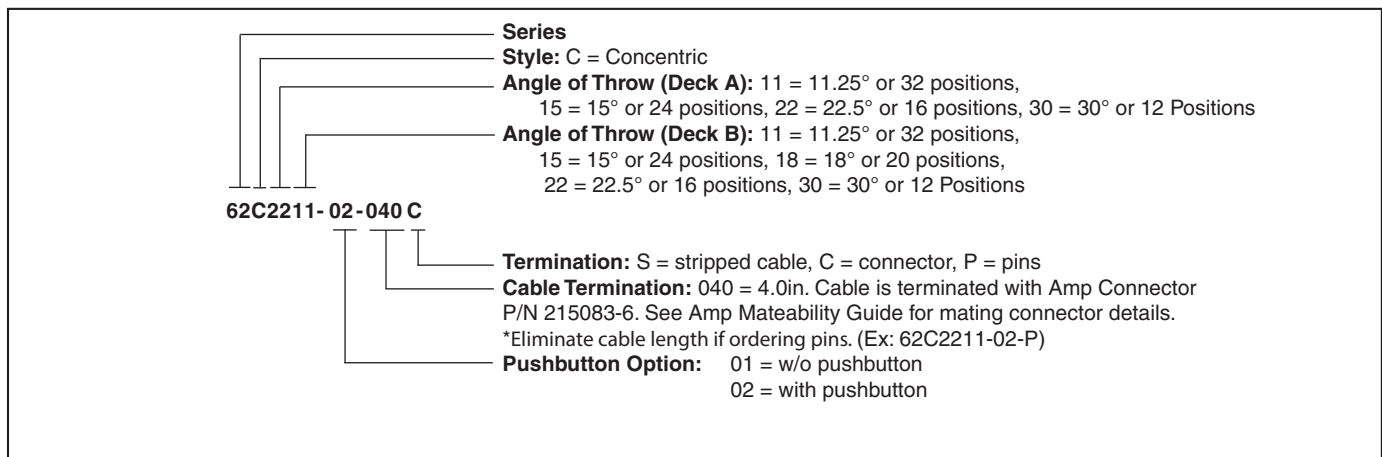 Series
Style: C = Concentric
Angle of Throw (Deck A): 11 = 11.25° or 32 positions,
15 = 15° or 24 positions, 22 = 22.5° or 16 positions, 30 = 30° or 12 Positions
Angle of Throw (Deck B): 11 = 11.25° or 32 positions,
15 = 15° or 24 positions, 18 = 18° or 20 positions,
22 = 22.5° or 16 positions, 30 = 30° or 12 Positions
62C2211- 02 - 040 C
Termination: S = stripped cable, C = connector, P = pins
Cable Termination: 040 = 4.0in. Cable is terminated with Amp Connector
P/N 215083-6. See Amp Mateability Guide for mating connector details.
*Eliminate cable length if ordering pins. (Ex: 62C2211-02-P)
Pushbutton Option: 01 = w/o pushbutton
02 = with pushbutton